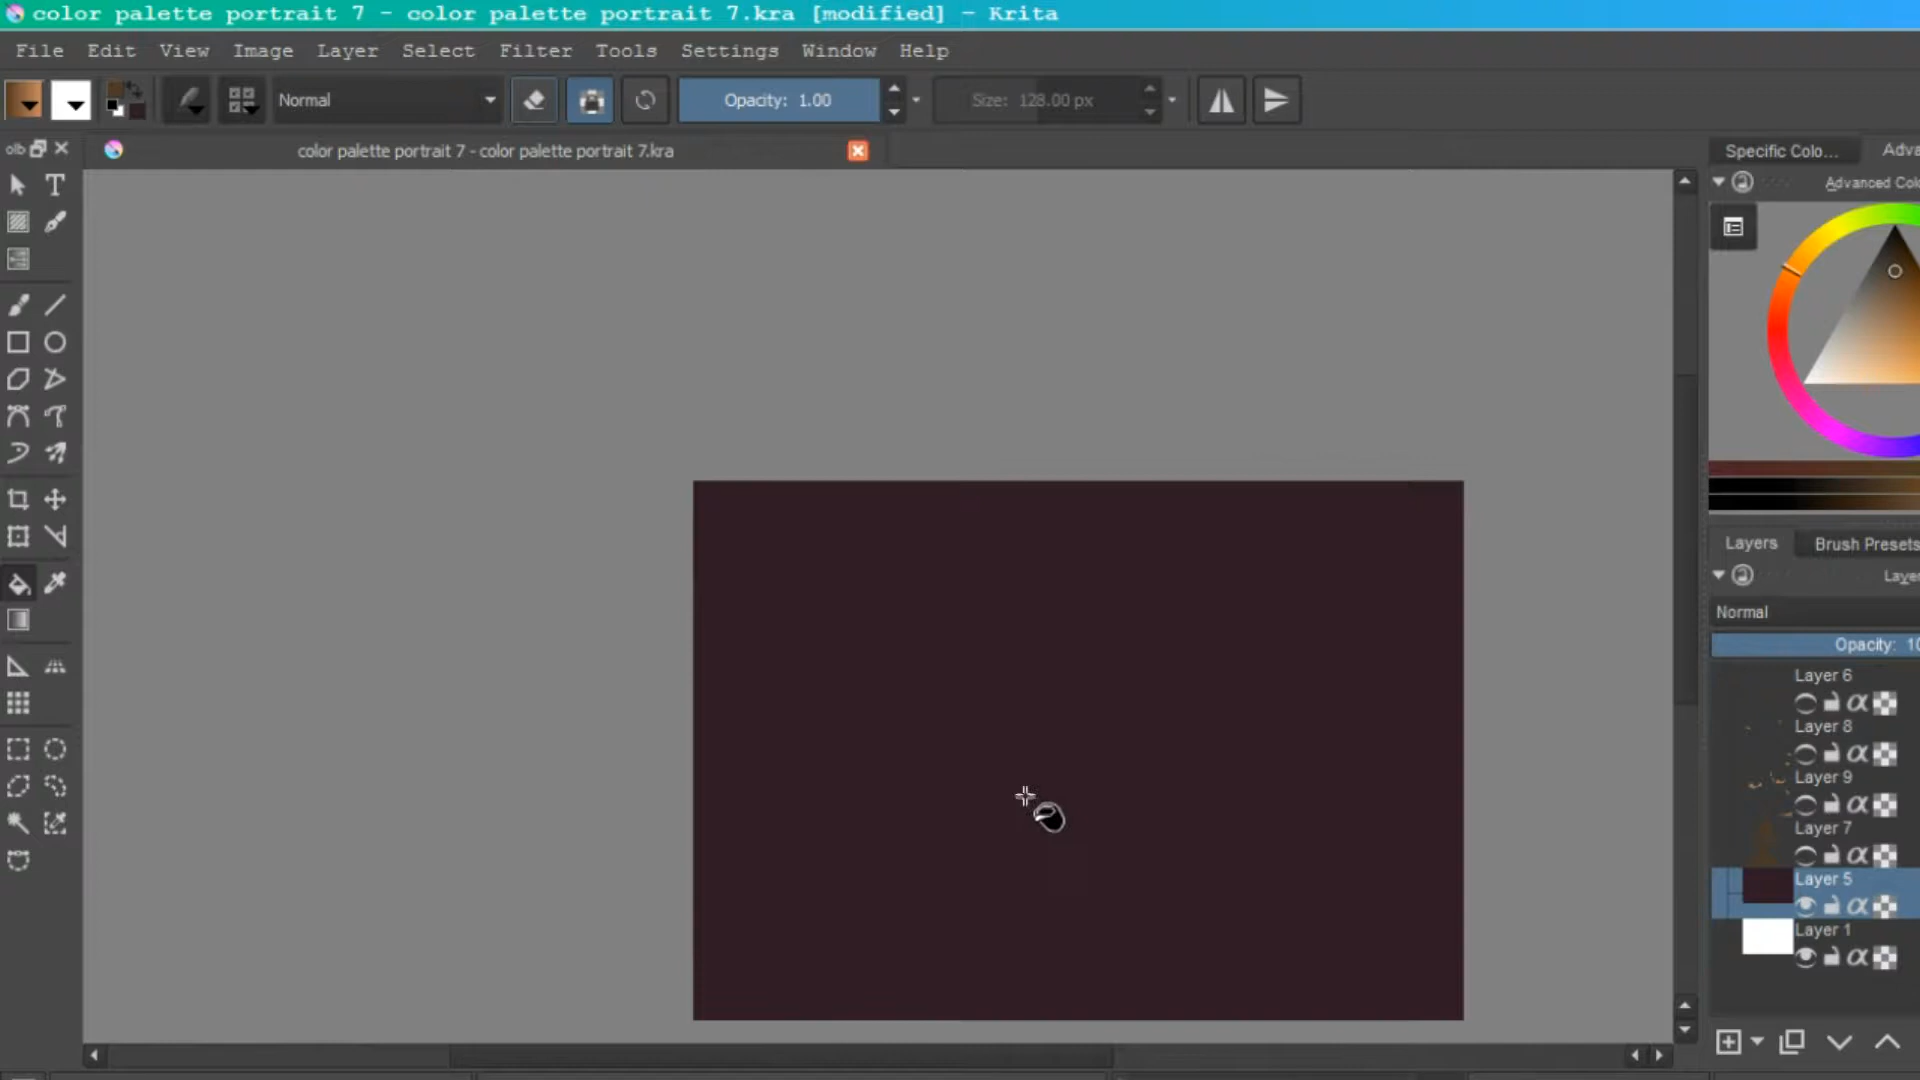 color palette portrait 7 - color palette portrait 7.kra [modified] – Krita
File Edit View Image Layer Select Filter Tools Settings Window Help
Normal Opacity: 1.00 Size: 128.00 px
color palette portrait 7 - color palette portrait 7.kra
Specific Colo...
Layers Brush Presets
Normal
Opacity:
Layer 6
Layer 8
Layer 9
Layer 7
Layer 5
Layer 1